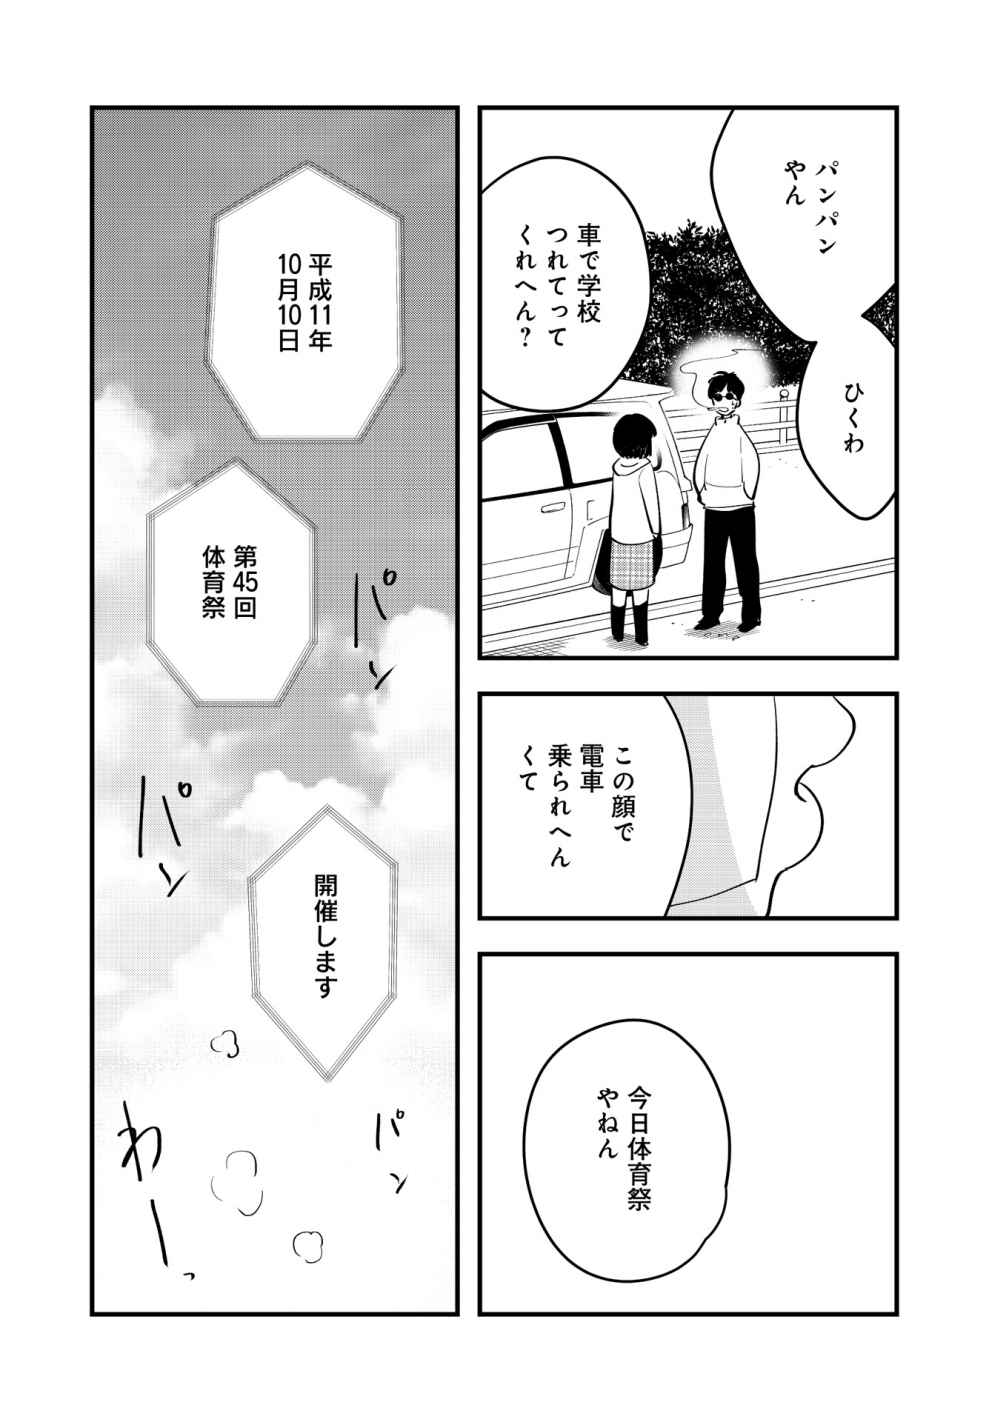 パンパン
やん
ひくわ
車で学校
つれてって
くれへん?
この顔で
電車
乗られへん
くて
今日体育祭
やねん
平成11年
10月10日
第45回
体育祭
パン
パン
開催します
パン
わーっ